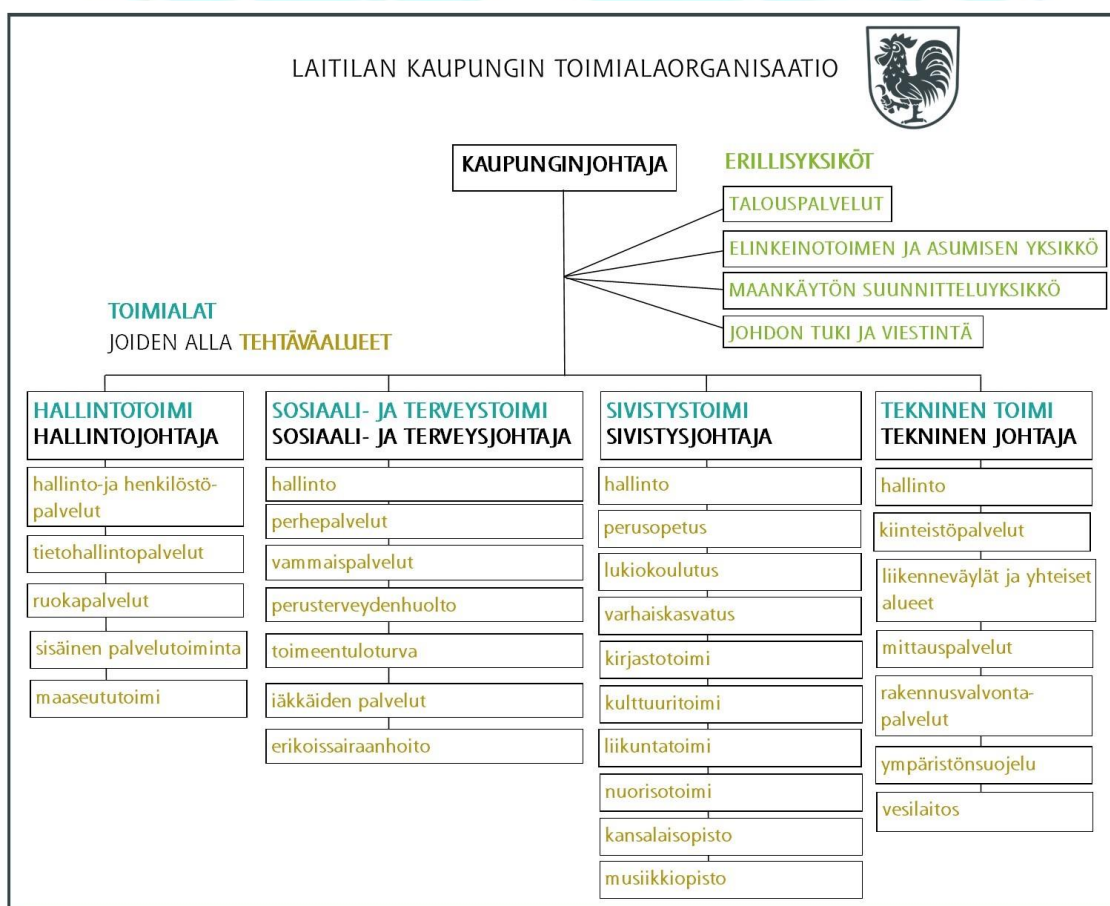 LAITILAN KAUPUNGIN TOIMIALAORGANISAATIO
KAUPUNGINJOHTAJA
ERILLISYKSIKÖT
TALOUSPALVELUT
ELINKEINOTOIMEN JA ASUMISEN YKSIKKÖ
MAANKÄYTÖN SUUNNITTELUYKSIKKÖ
JOHDON TUKI JA VIESTINTÄ
TOIMIALAT
JOIDEN ALLA TEHTÄVÄALUEET
HALLINTOTOIMI
HALLINTOJOHTAJA
hallinto-ja henkilöstö-
palvelut
tietohallintopalvelut
ruokapalvelut
sisäinen palvelutoiminta
maaseututoimi
SOSIAALI- JA TERVEYSTOIMI
SOSIAALI- JA TERVEYSJOHTAJA
hallinto
perhepalvelut
vammaispalvelut
perusterveydenhuolto
toimeentuloturva
iäkkäiden palvelut
erikoissairaanhoito
SIVISTYSTOIMI
SIVISTYSJOHTAJA
hallinto
perusopetus
lukiokoulutus
varhaiskasvatus
kirjastotoimi
kulttuuritoimi
liikuntatoimi
nuorisotoimi
kansalaisopisto
musiikkiopisto
TEKNINEN TOIMI
TEKNINEN JOHTAJA
hallinto
kiinteistöpalvelut
liikenneväylät ja yhteiset
alueet
mittauspalvelut
rakennusvalvonta-
palvelut
ympäristönsuojelu
vesilaitos